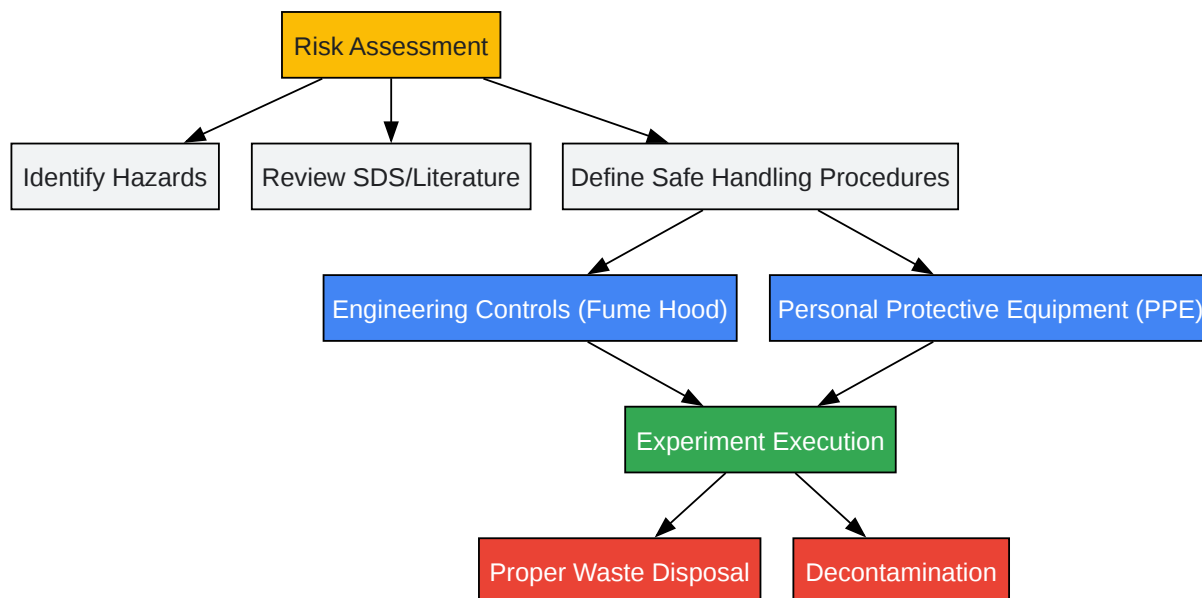 Risk Assessment
Identify Hazards
Review SDS/Literature
Define Safe Handling Procedures
Engineering Controls (Fume Hood)
Personal Protective Equipment (PPE)
Experiment Execution
Proper Waste Disposal
Decontamination